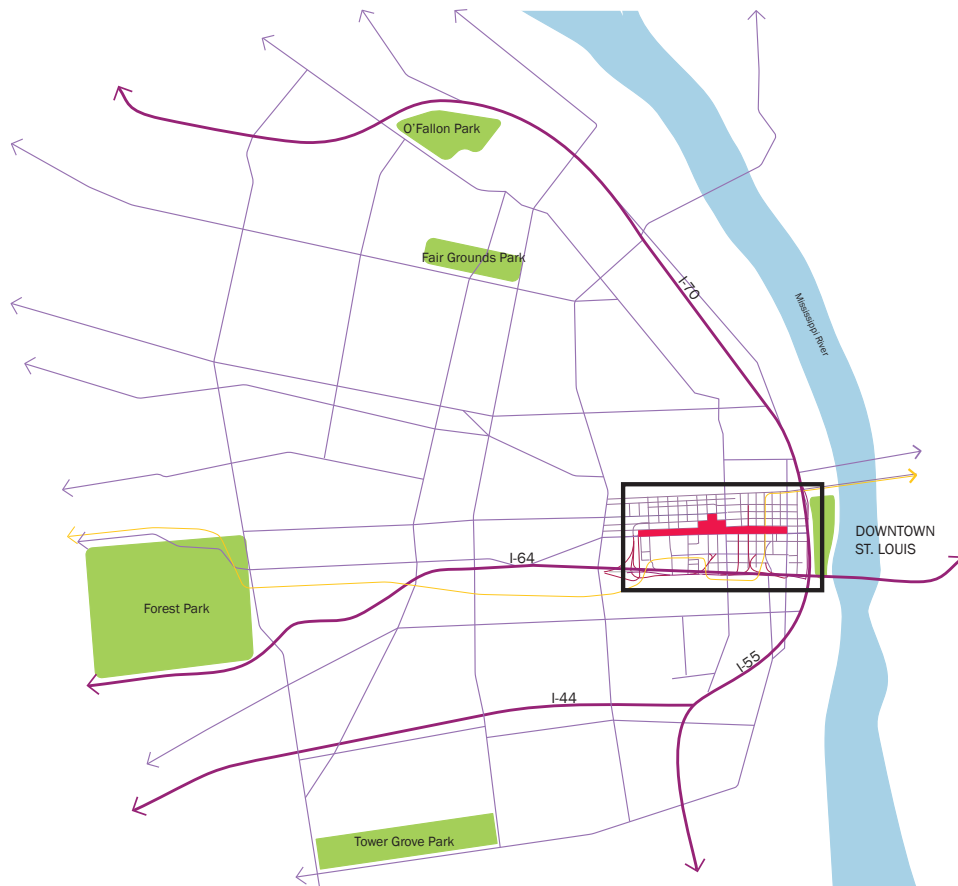 O'Fallon Park
Fair Grounds Park
I-70
Mississippi River
DOWNTOWN
ST. LOUIS
I-64
Forest Park
I-55
I-44
Tower Grove Park